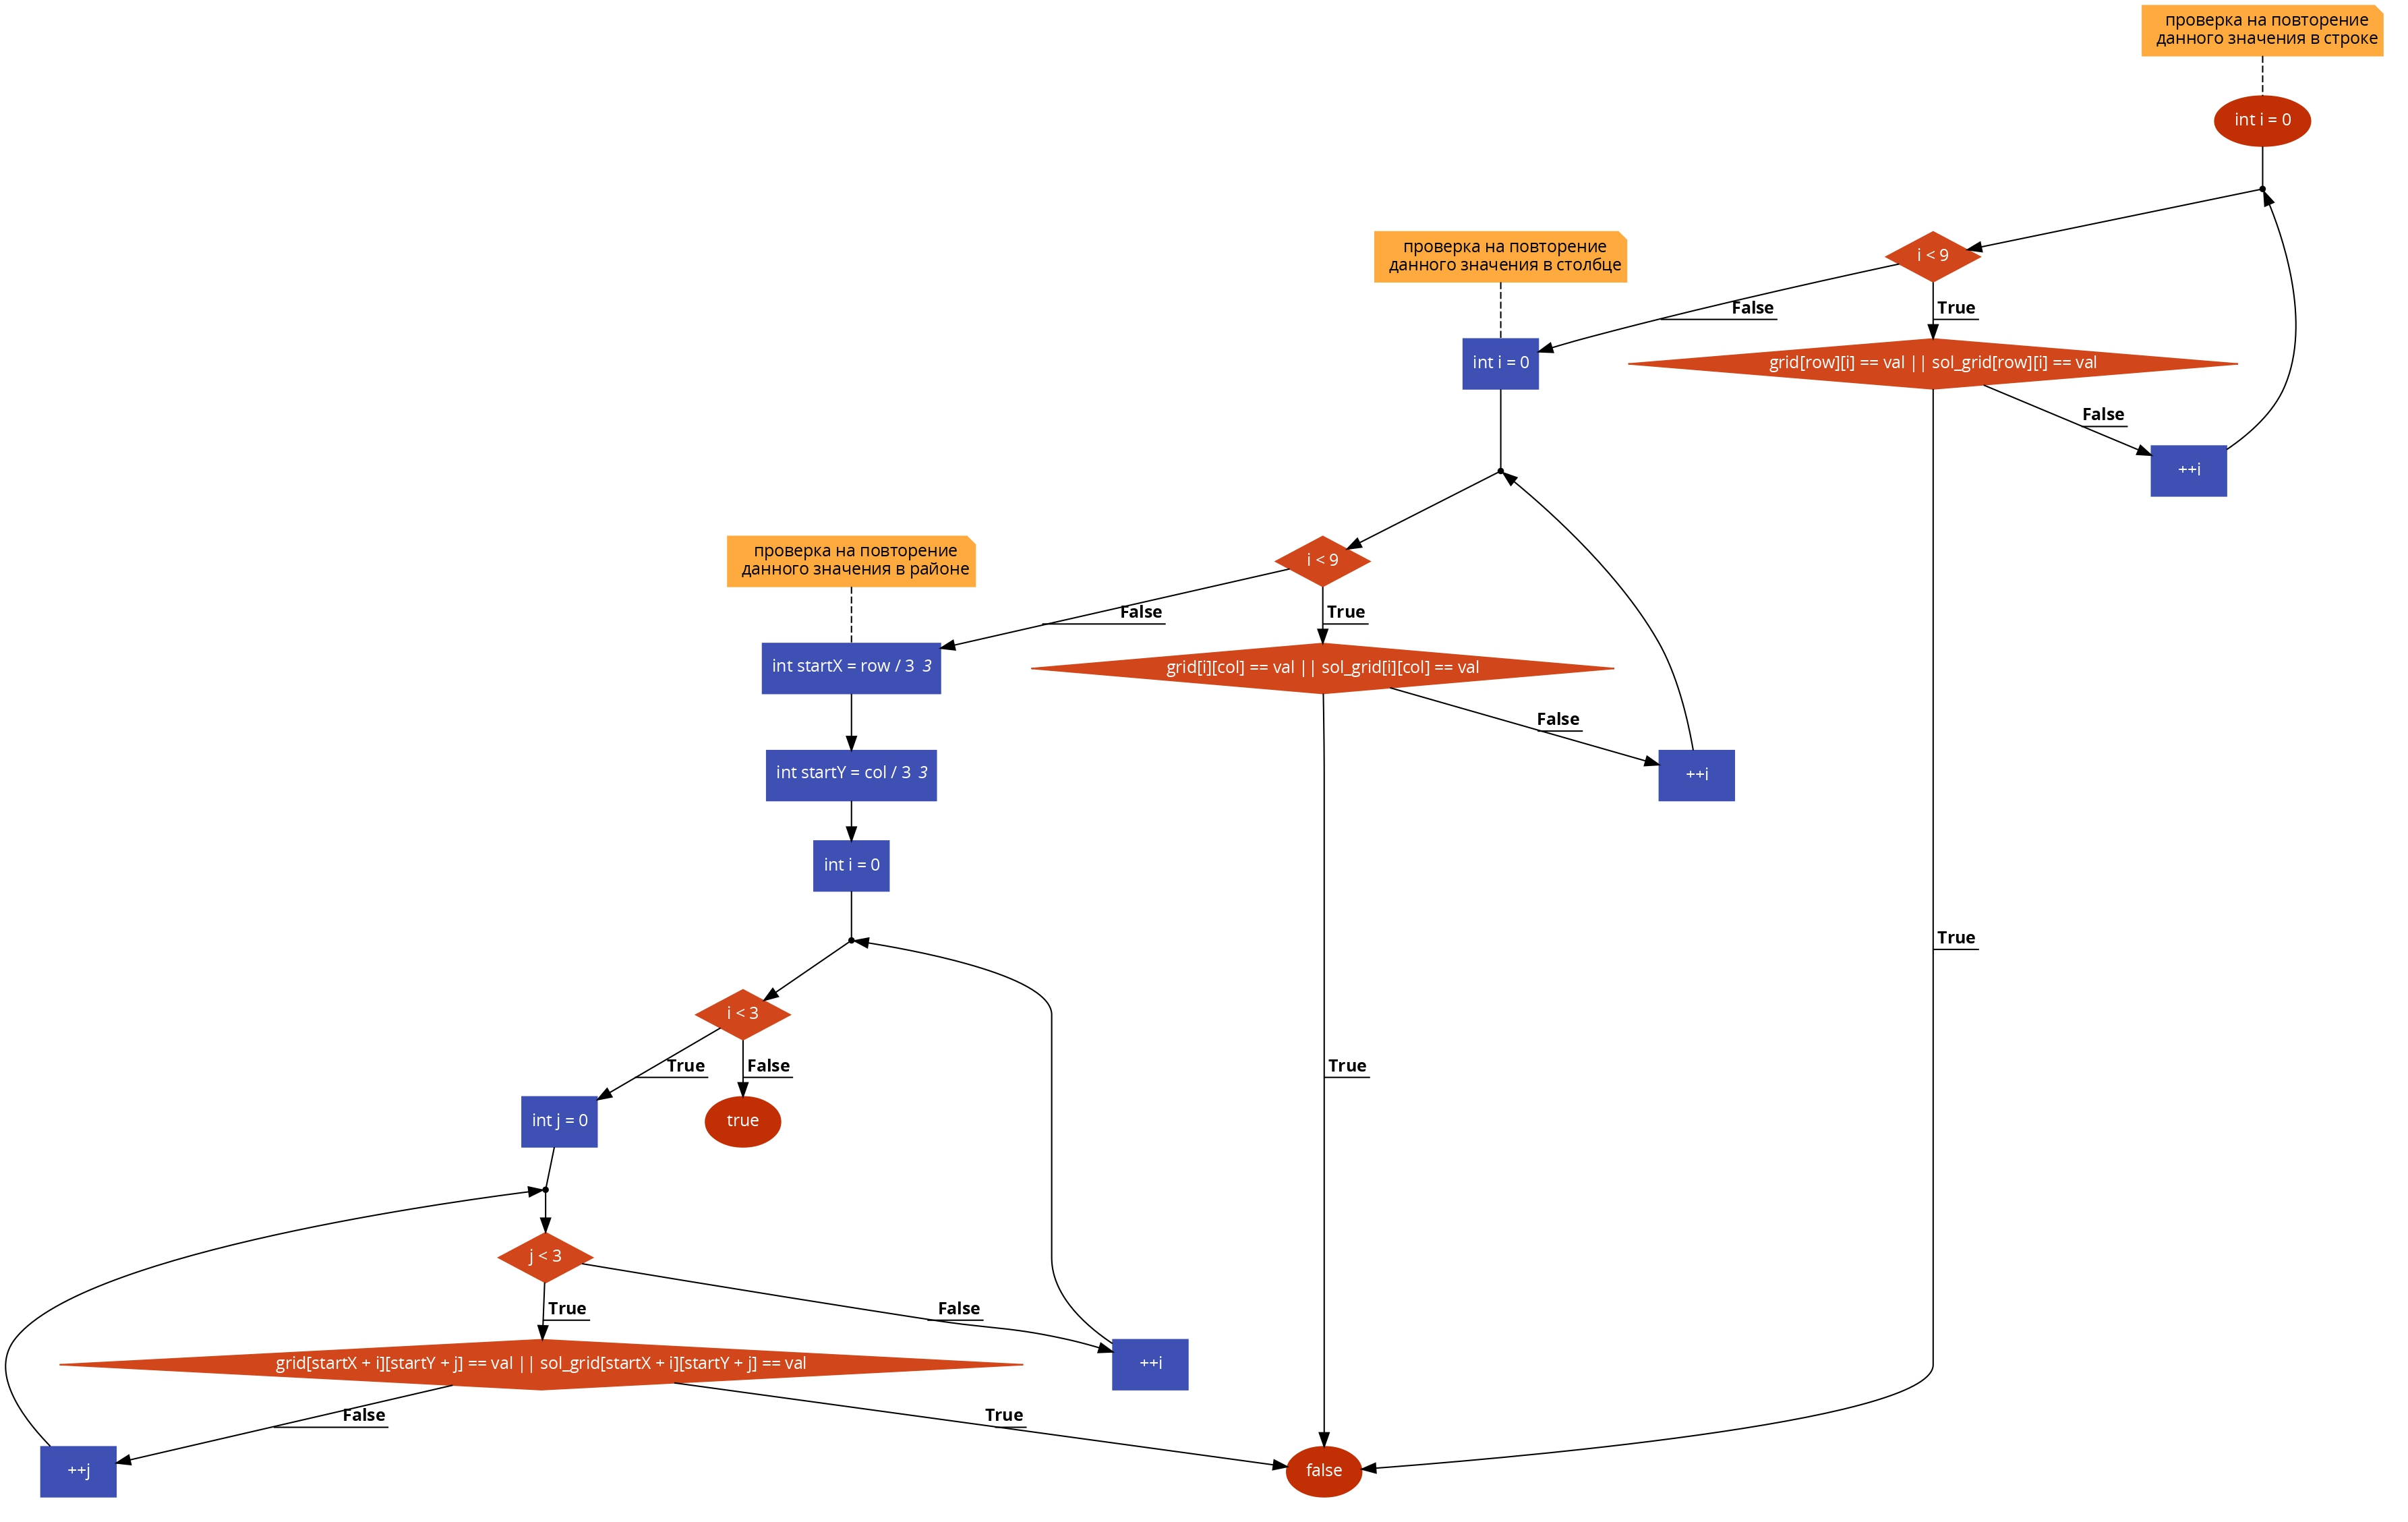 проверка на повторение
данного значения в строке
int i = 0
i < 9
False
True
grid[row][i] == val || sol_grid[row][i] == val
False
++i
True
проверка на повторение
данного значения в столбце
int i = 0
i < 9
False
True
grid[i][col] == val || sol_grid[i][col] == val
False
++i
True
проверка на повторение
данного значения в районе
int startX = row / 3 3
int startY = col / 3 3
int i = 0
i < 3
True
False
int j = 0
true
j < 3
True
False
grid[startX + i][startY + j] == val || sol_grid[startX + i][startY + j] == val
++i
False
True
++j
false